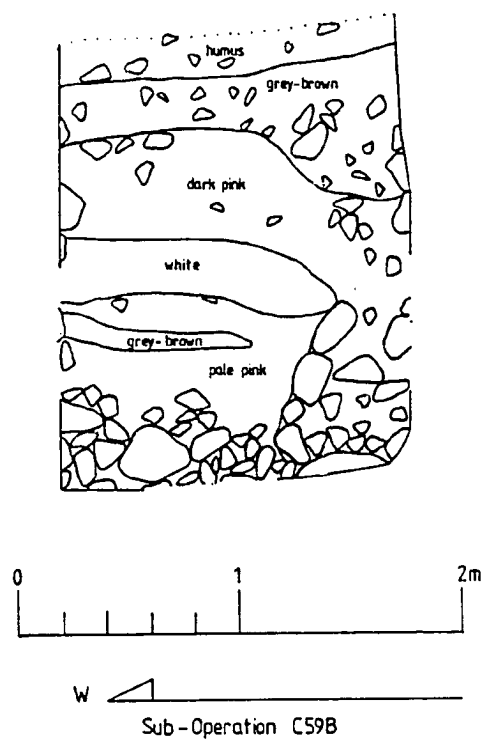 humus
grey-brown
dark pink
white
grey-brown
pale pink
0 1 2m
W
Sub-Operation C59B